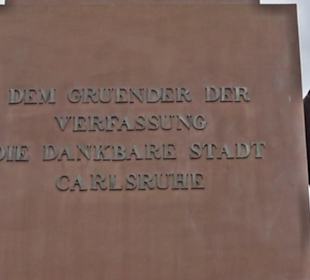 DEM GRUENDER DER
VERFASSUNG
DIE DANKBARE STADT
CARLSRUHE